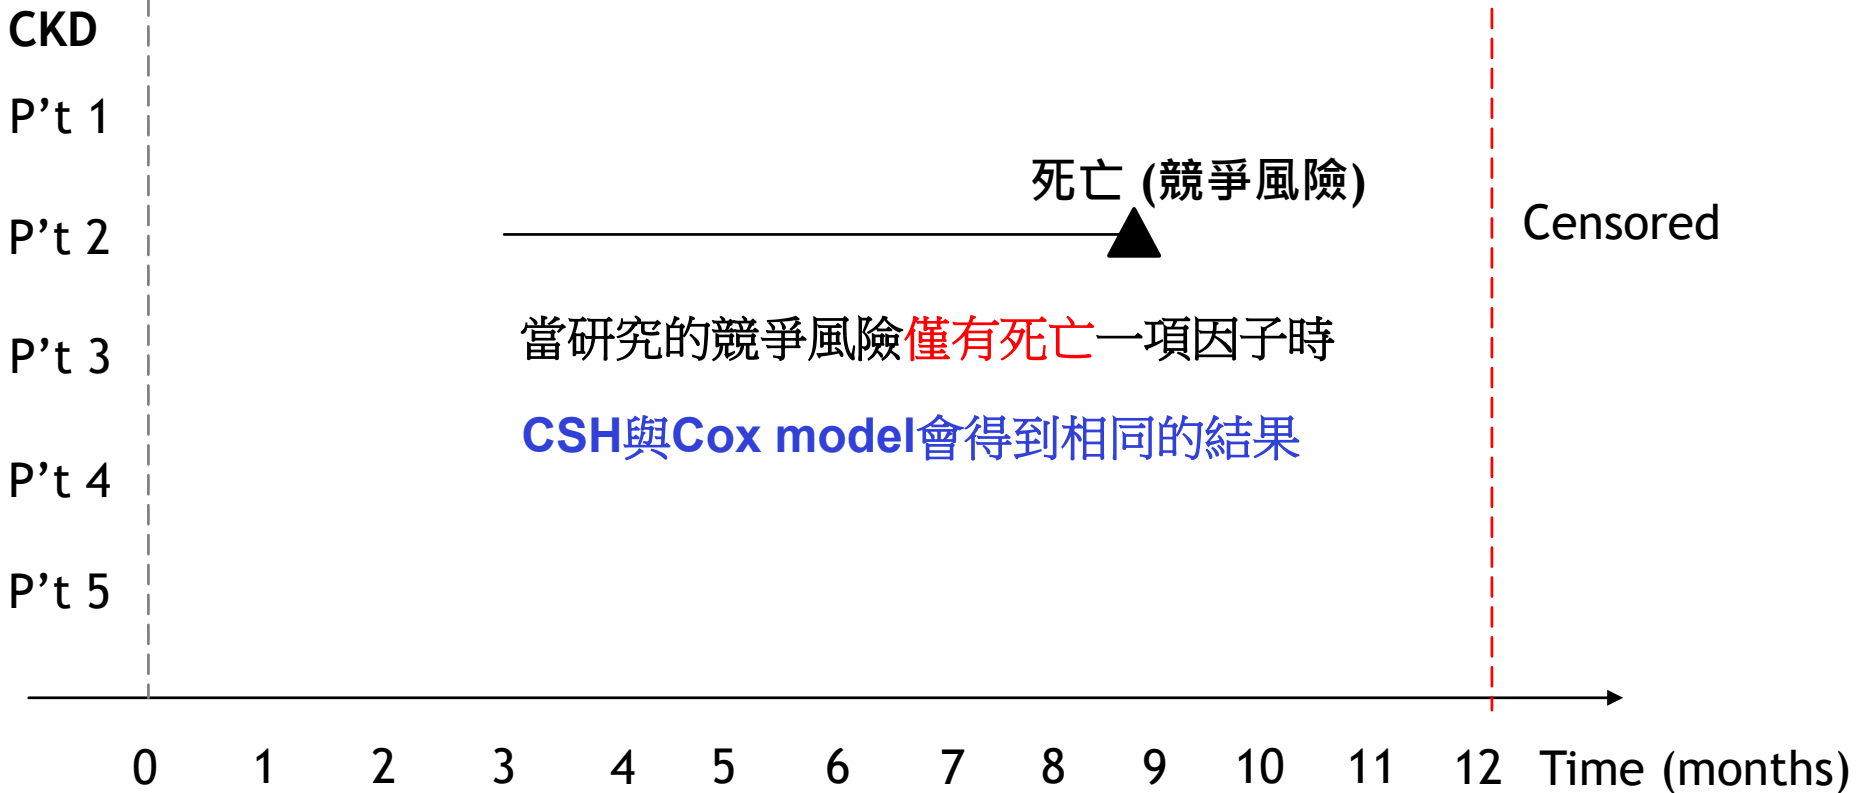 CKD
P't 1
死亡 (競爭風險)
P't 2
Censored
當研究的競爭風險僅有死亡一項因子時
P't 3
CSH與Cox model會得到相同的結果
P't 4
P't 5
0 1 2 3 4 5 6 7 8 9 10 11 12 Time (months)